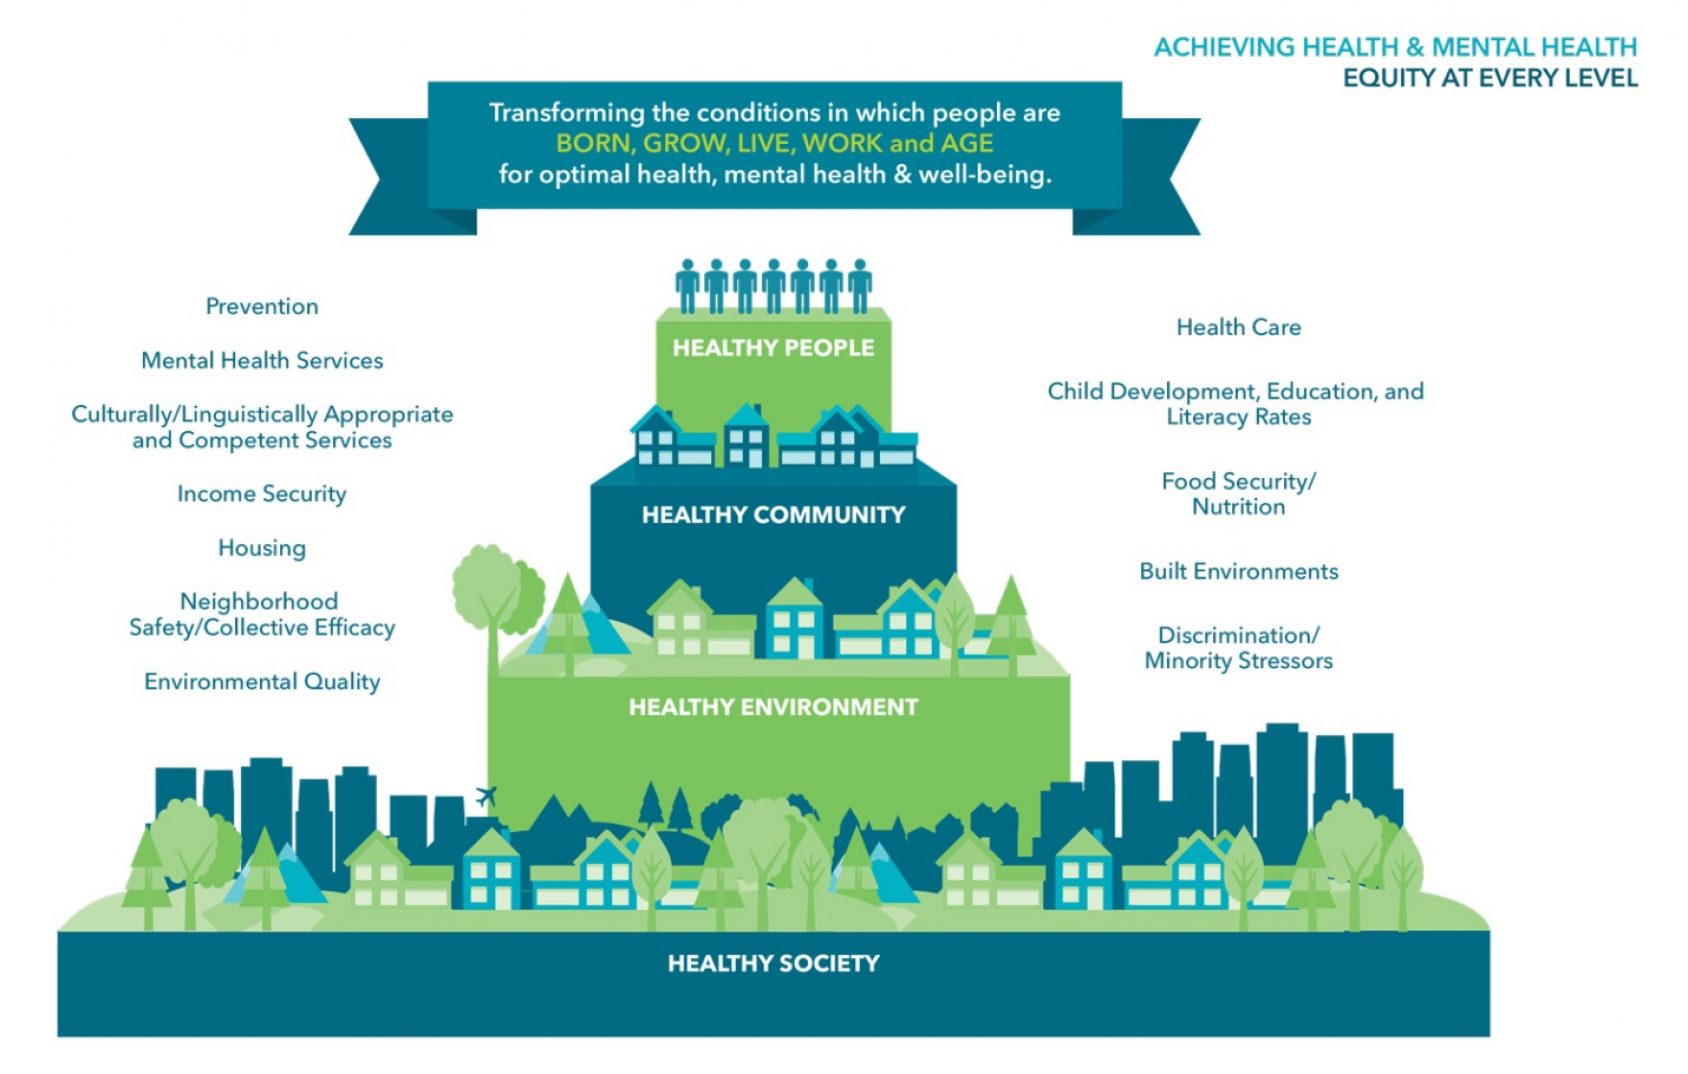 ACHIEVING HEALTH & MENTAL HEALTH
EQUITY AT EVERY LEVEL
Transforming the conditions in which people are
BORN, GROW, LIVE, WORK and AGE
for optimal health, mental health & well-being.
Prevention
Mental Health Services
Culturally/Linguistically Appropriate
and Competent Services
Income Security
Housing
Neighborhood
Safety/Collective Efficacy
Environmental Quality
HEALTHY PEOPLE
HEALTHY COMMUNITY
HEALTHY ENVIRONMENT
HEALTHY SOCIETY
Health Care
Child Development, Education, and
Literacy Rates
Food Security/
Nutrition
Built Environments
Discrimination/
Minority Stressors